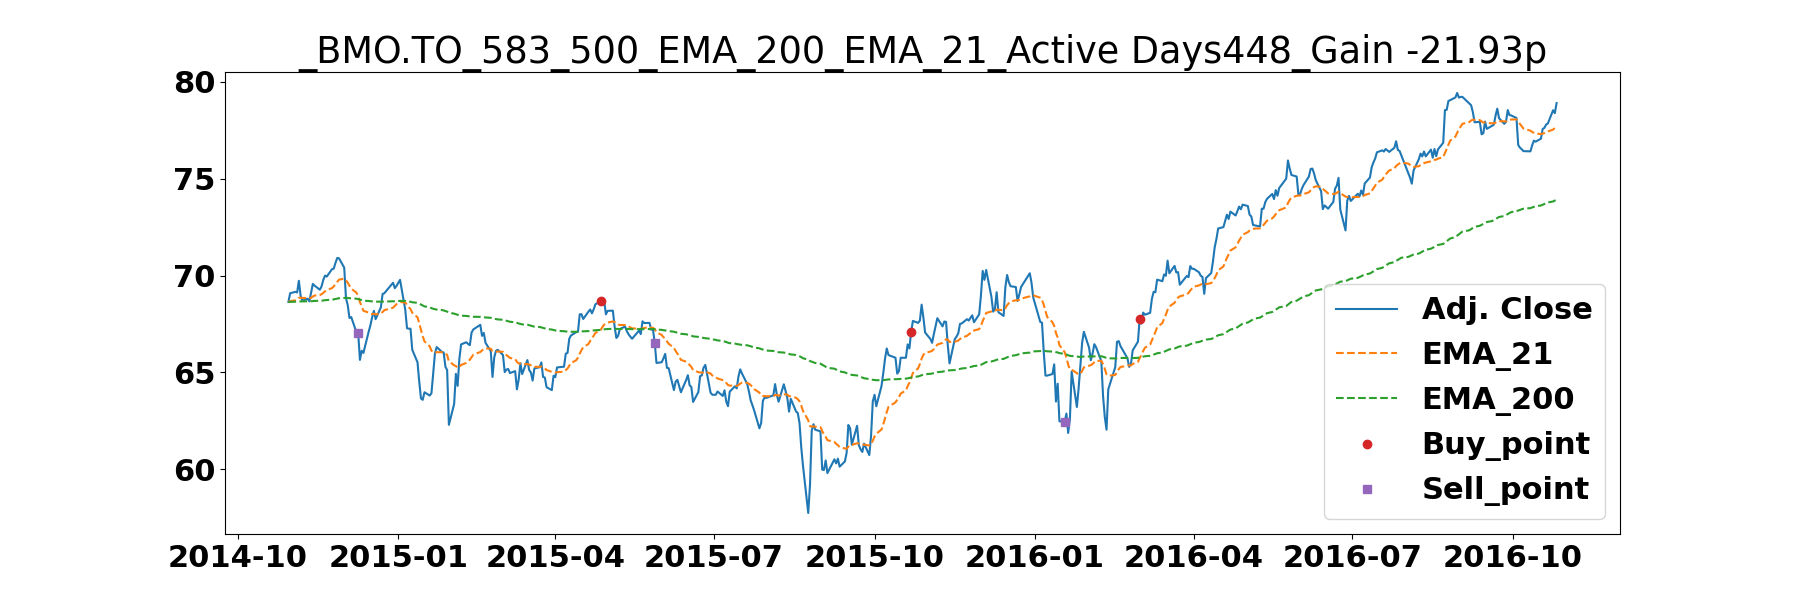 _BMO.TO_583_500_EMA_200_EMA_21_Active Days448_Gain -21.93p
80
75
70
65
60
2014-10 2015-01 2015-04 2015-07 2015-10 2016-01 2016-04 2016-07 2016-10
Adj. Close
EMA_21
EMA_200
Buy_point
Sell_point